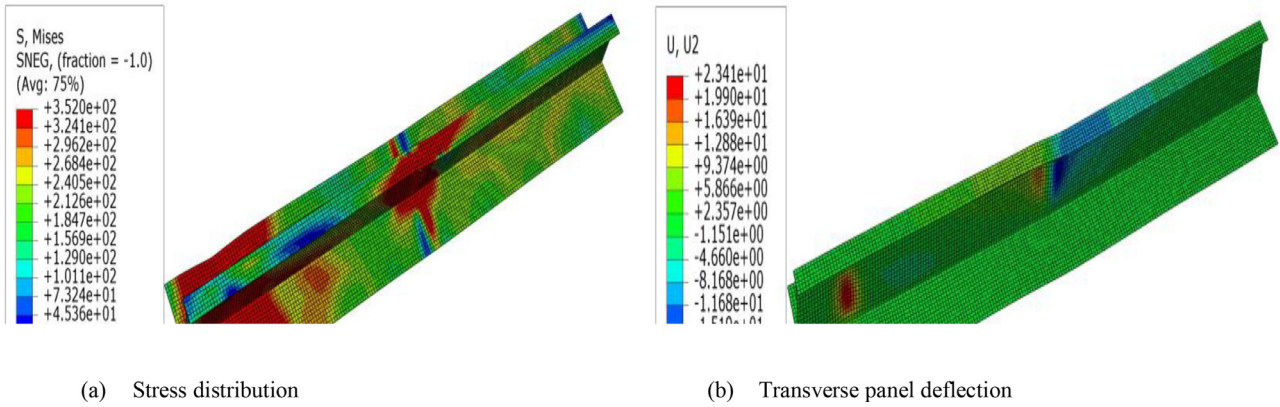 S, Mises
SNEG, (fraction = -1.0)
(Avg: 75%)
+3.520e+02
+3.241e+02
+2.962e+02
+2.684e+02
+2.405e+02
+2.126e+02
+1.847e+02
+1.569e+02
+1.290e+02
+1.011e+02
+7.324e+01
+4.536e+01
U, U2
+2.341e+01
+1.990e+01
+1.639e+01
+1.288e+01
+9.374e+00
+5.866e+00
+2.357e+00
-1.151e+00
-4.660e+00
-8.168e+00
-1.168e+01
(a) Stress distribution
(b) Transverse panel deflection